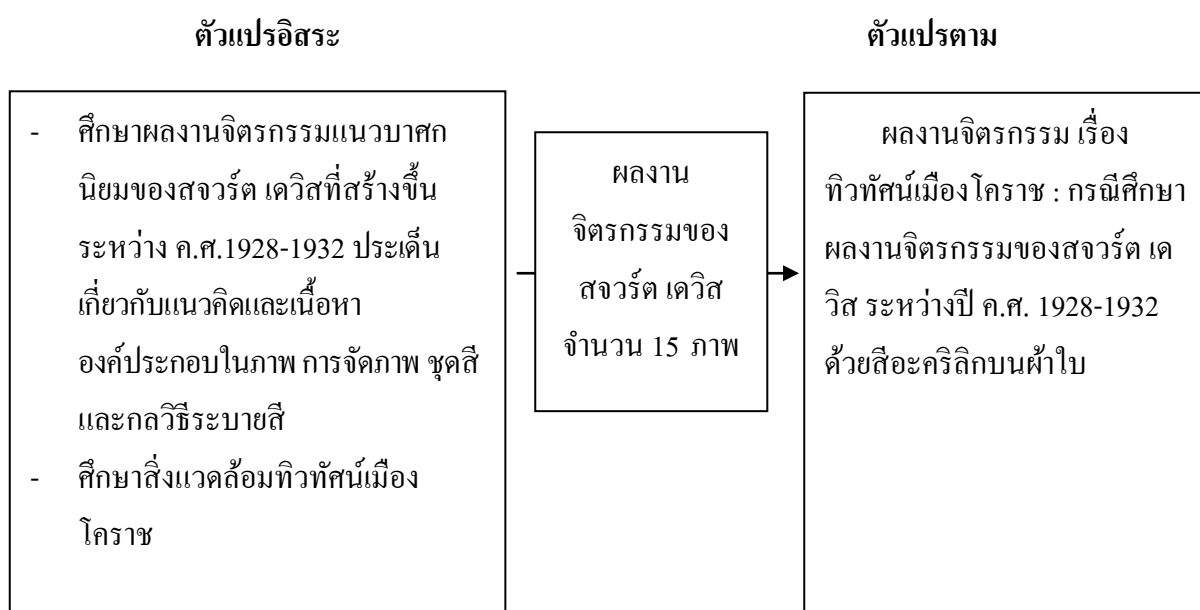 ตัวแปรอิสระ
ตัวแปรตาม
- ศึกษาผลงานจิตรกรรมแนวบาศก
นิยมของสจวร์ต เดวิสที่สร้างขึ้น
ระหว่าง ค.ศ.1928-1932 ประเด็น
เกี่ยวกับแนวคิดและเนื้อหา
องค์ประกอบในภาพ การจัดภาพ ชุดสี
และกลวิธีระบายสี
- ศึกษาสิ่งแวดล้อมทิวทัศน์เมือง
โคราช
ผลงาน
จิตรกรรมของ
สจวร์ต เดวิส
จำนวน 15 ภาพ
ผลงานจิตรกรรม เรื่อง
ทิวทัศน์เมืองโคราช : กรณีศึกษา
ผลงานจิตรกรรมของสจวร์ต เด
วิส ระหว่างปี ค.ศ. 1928-1932
ด้วยสีอะคริลิกบนผ้าใบ